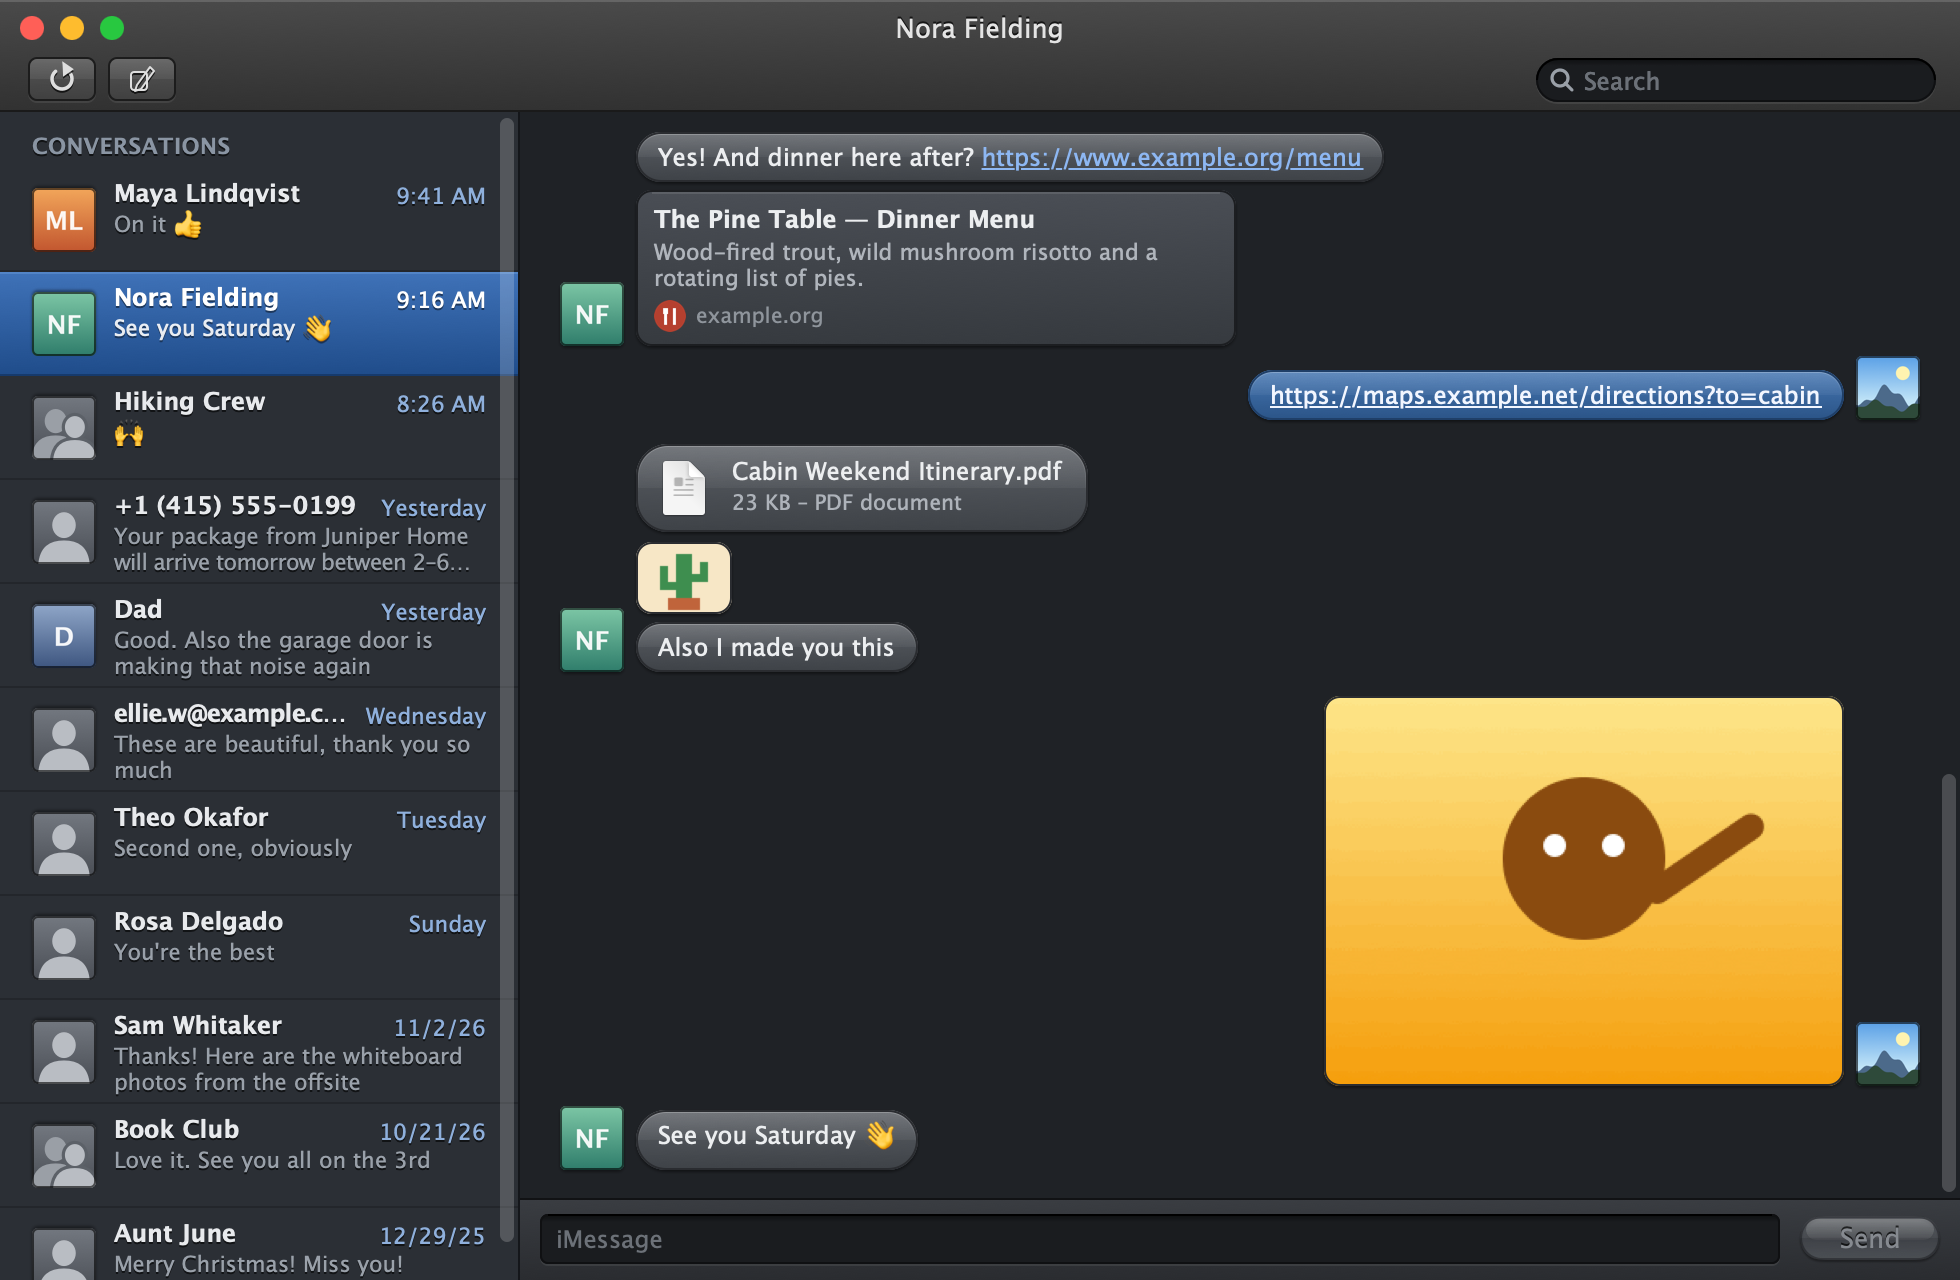 Nora Fielding
Search
CONVERSATIONS
ML
Maya Lindqvist
9:41 AM
On it 👍
NF
Nora Fielding
9:16 AM
See you Saturday 👋
Hiking Crew
8:26 AM
🙌
+1 (415) 555-0199
Yesterday
Your package from Juniper Home
will arrive tomorrow between 2-6...
D
Dad
Yesterday
Good. Also the garage door is
making that noise again
ellie.w@example.c...
Wednesday
These are beautiful, thank you so
much
Theo Okafor
Tuesday
Second one, obviously
Rosa Delgado
Sunday
You're the best
Sam Whitaker
11/2/26
Thanks! Here are the whiteboard
photos from the offsite
Book Club
10/21/26
Love it. See you all on the 3rd
Aunt June
12/29/25
Merry Christmas! Miss you!
Yes! And dinner here after? https://www.example.org/menu
The Pine Table — Dinner Menu
Wood-fired trout, wild mushroom risotto and a
rotating list of pies.
example.org
NF
https://maps.example.net/directions?to=cabin
Cabin Weekend Itinerary.pdf
23 KB - PDF document
NF
Also I made you this
NF
See you Saturday 👋
iMessage
Send